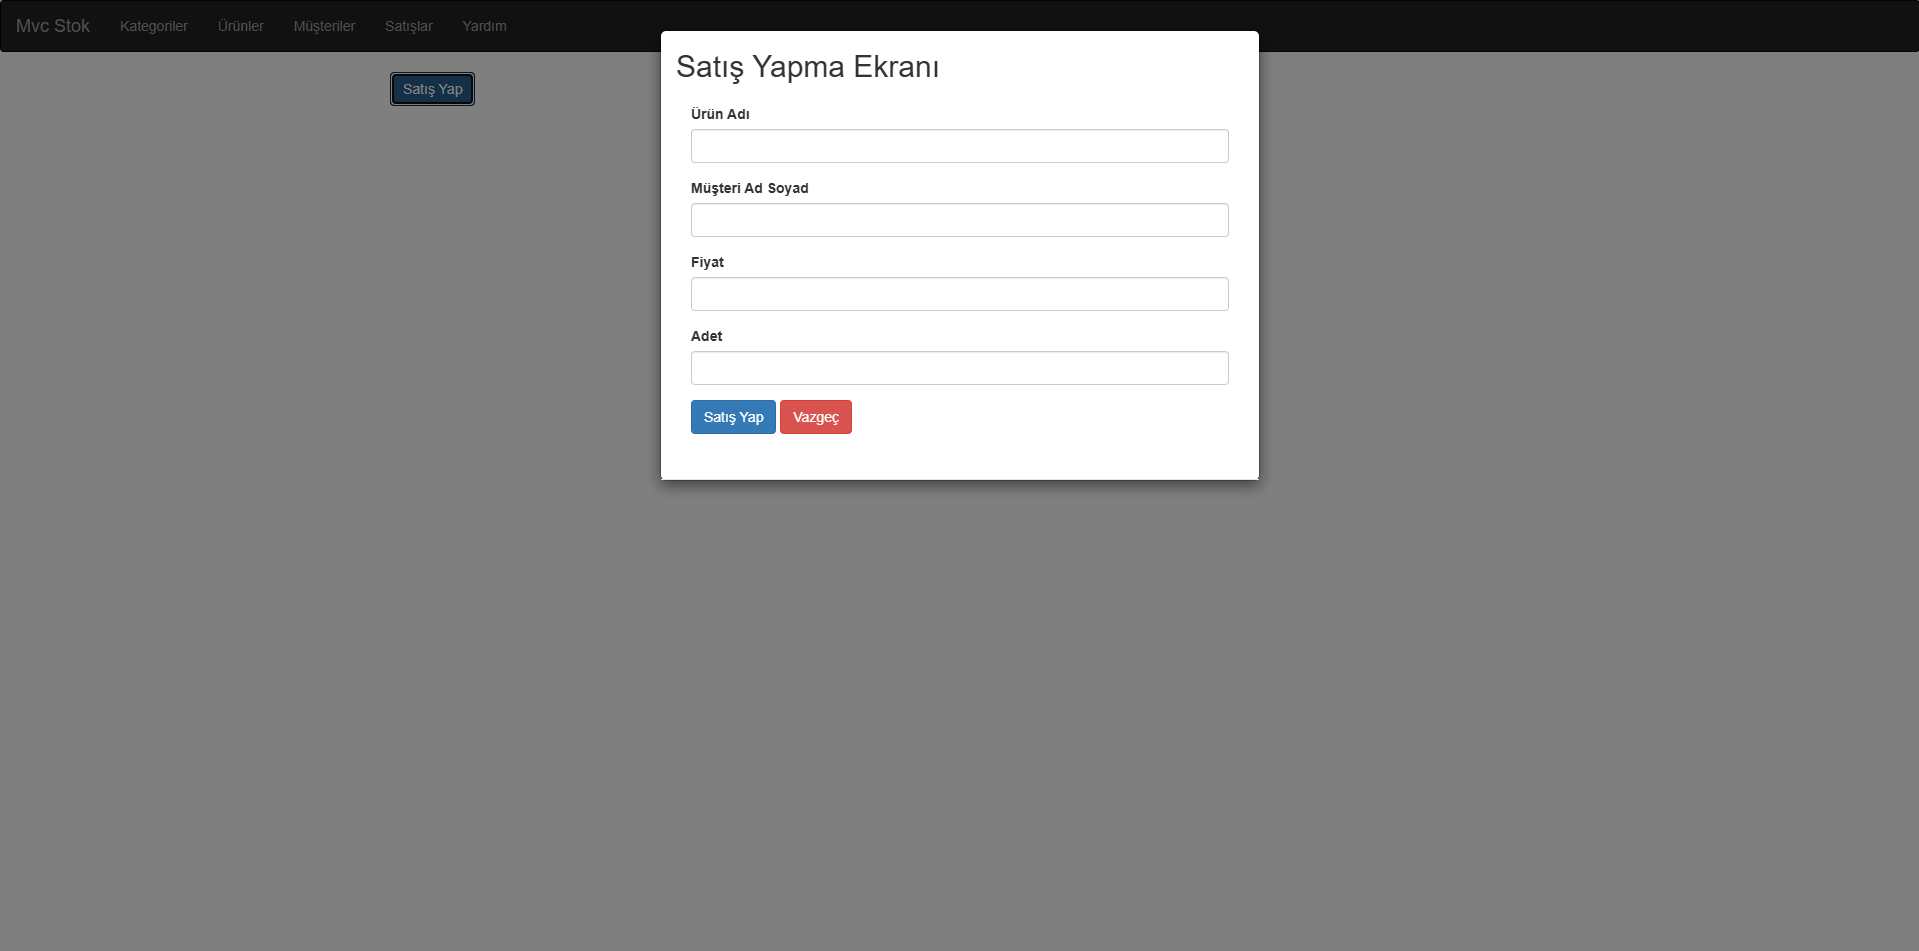 Mvc Stok Kategoriler Ürünler Müşteriler Satışlar Yardım
Satış Yap
Satış Yapma Ekranı
Ürün Adı
Müşteri Ad Soyad
Fiyat
Adet
Satış Yap Vazgeç